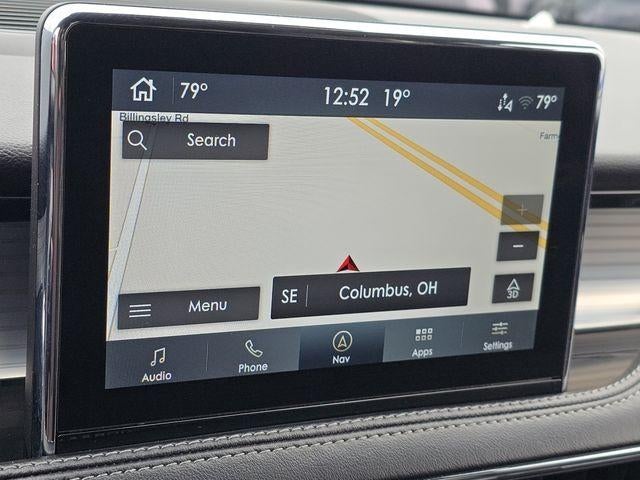 79° 12:52 19° 79°
Billingsley Rd
Search
Farm
+
−
SE Columbus, OH
3D
Menu
Audio Phone Nav Apps Settings